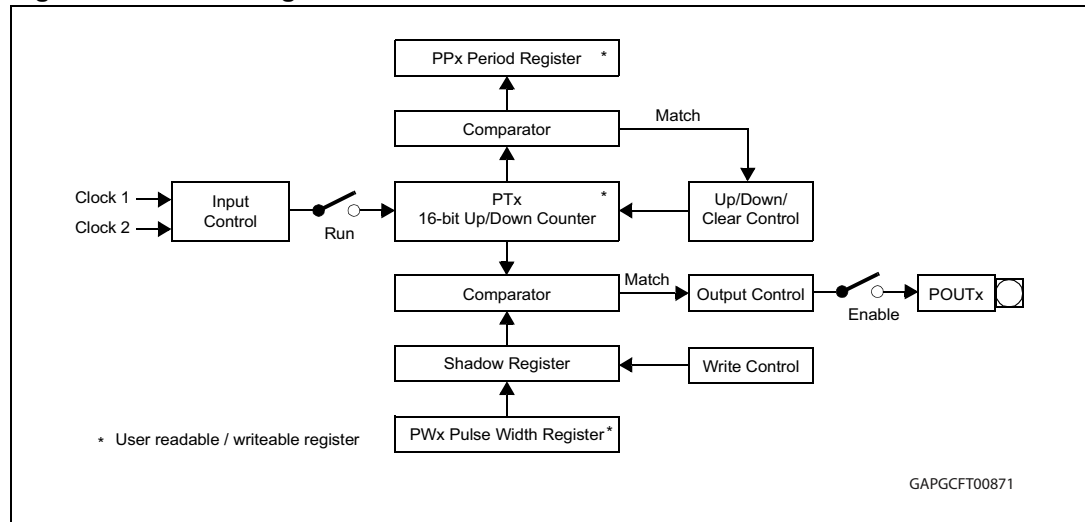 PPx Period Register *
Comparator
Match
Clock 1
Clock 2
Input
Control
Run
PTx *
16-bit Up/Down Counter
Up/Down/
Clear Control
Comparator
Match
Output Control
Enable
POUTx
Shadow Register
Write Control
PWx Pulse Width Register *
* User readable / writeable register
GAPGCFT00871